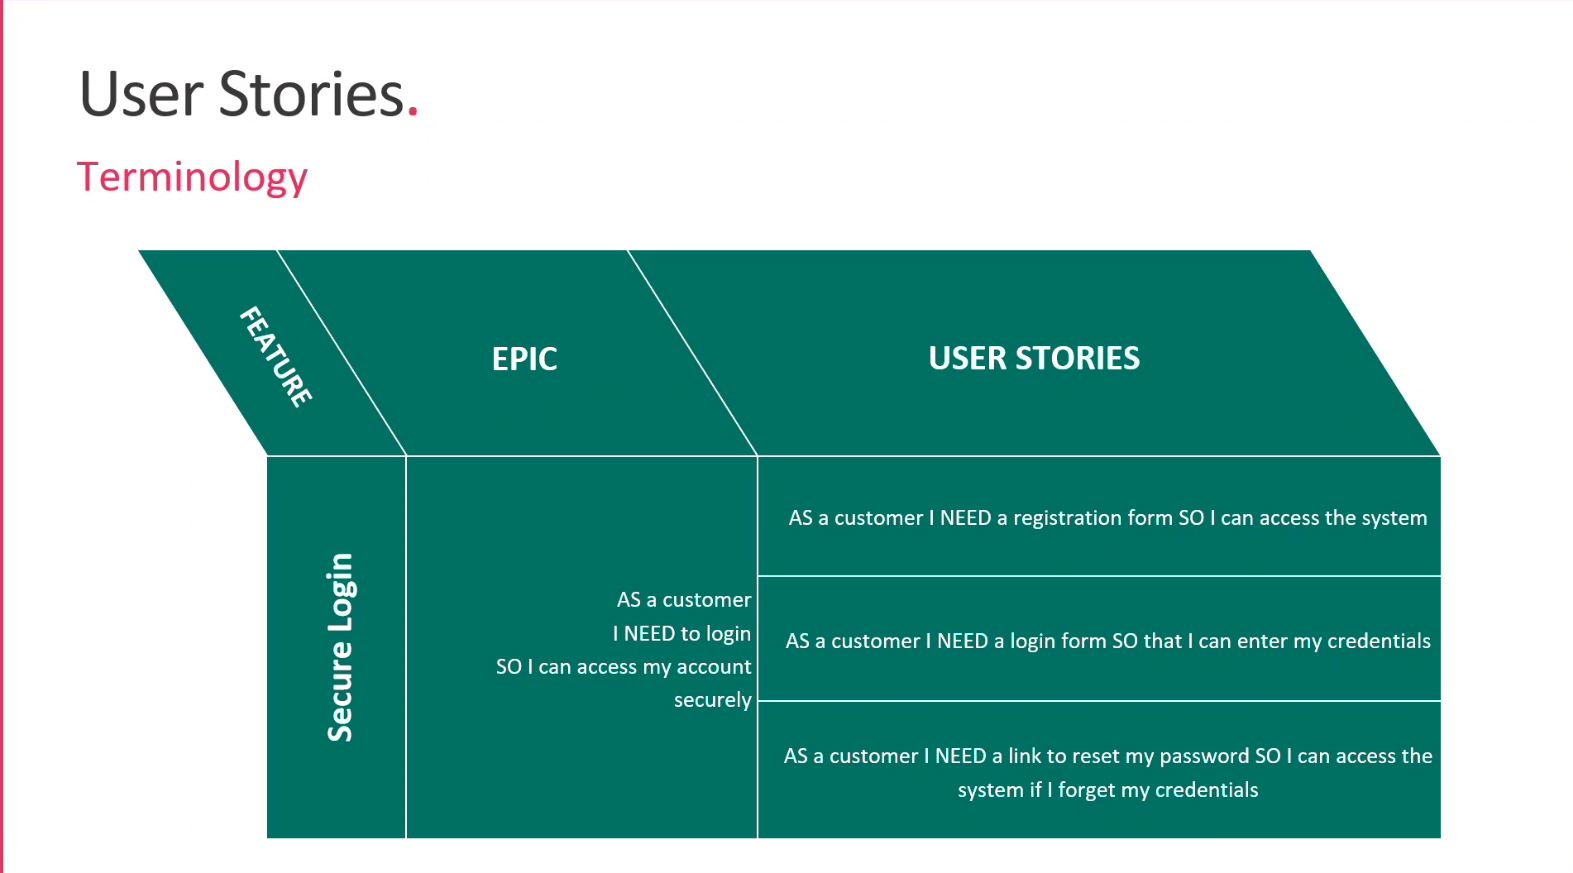 User Stories.
Terminology
FEATURE
EPIC
USER STORIES
Secure Login
AS a customer
I NEED to login
SO I can access my account
securely
AS a customer I NEED a registration form SO I can access the system
AS a customer I NEED a login form SO that I can enter my credentials
AS a customer I NEED a link to reset my password SO I can access the
system if I forget my credentials